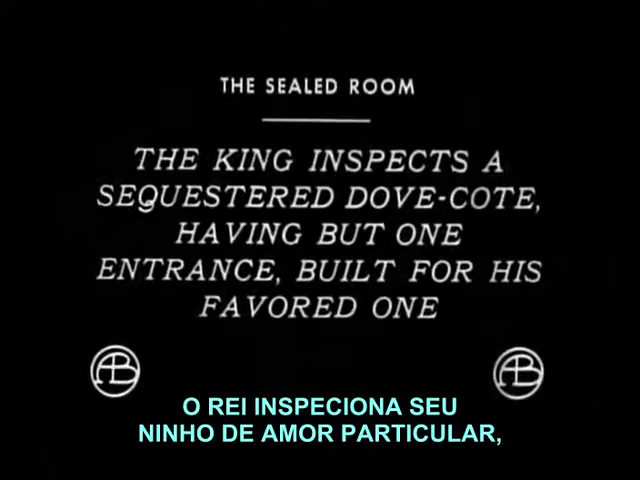 THE SEALED ROOM
THE KING INSPECTS A
SEQUESTERED DOVE-COTE,
HAVING BUT ONE
ENTRANCE, BUILT FOR HIS
FAVORED ONE
AB AB
O REI INSPECIONA SEU
NINHO DE AMOR PARTICULAR,